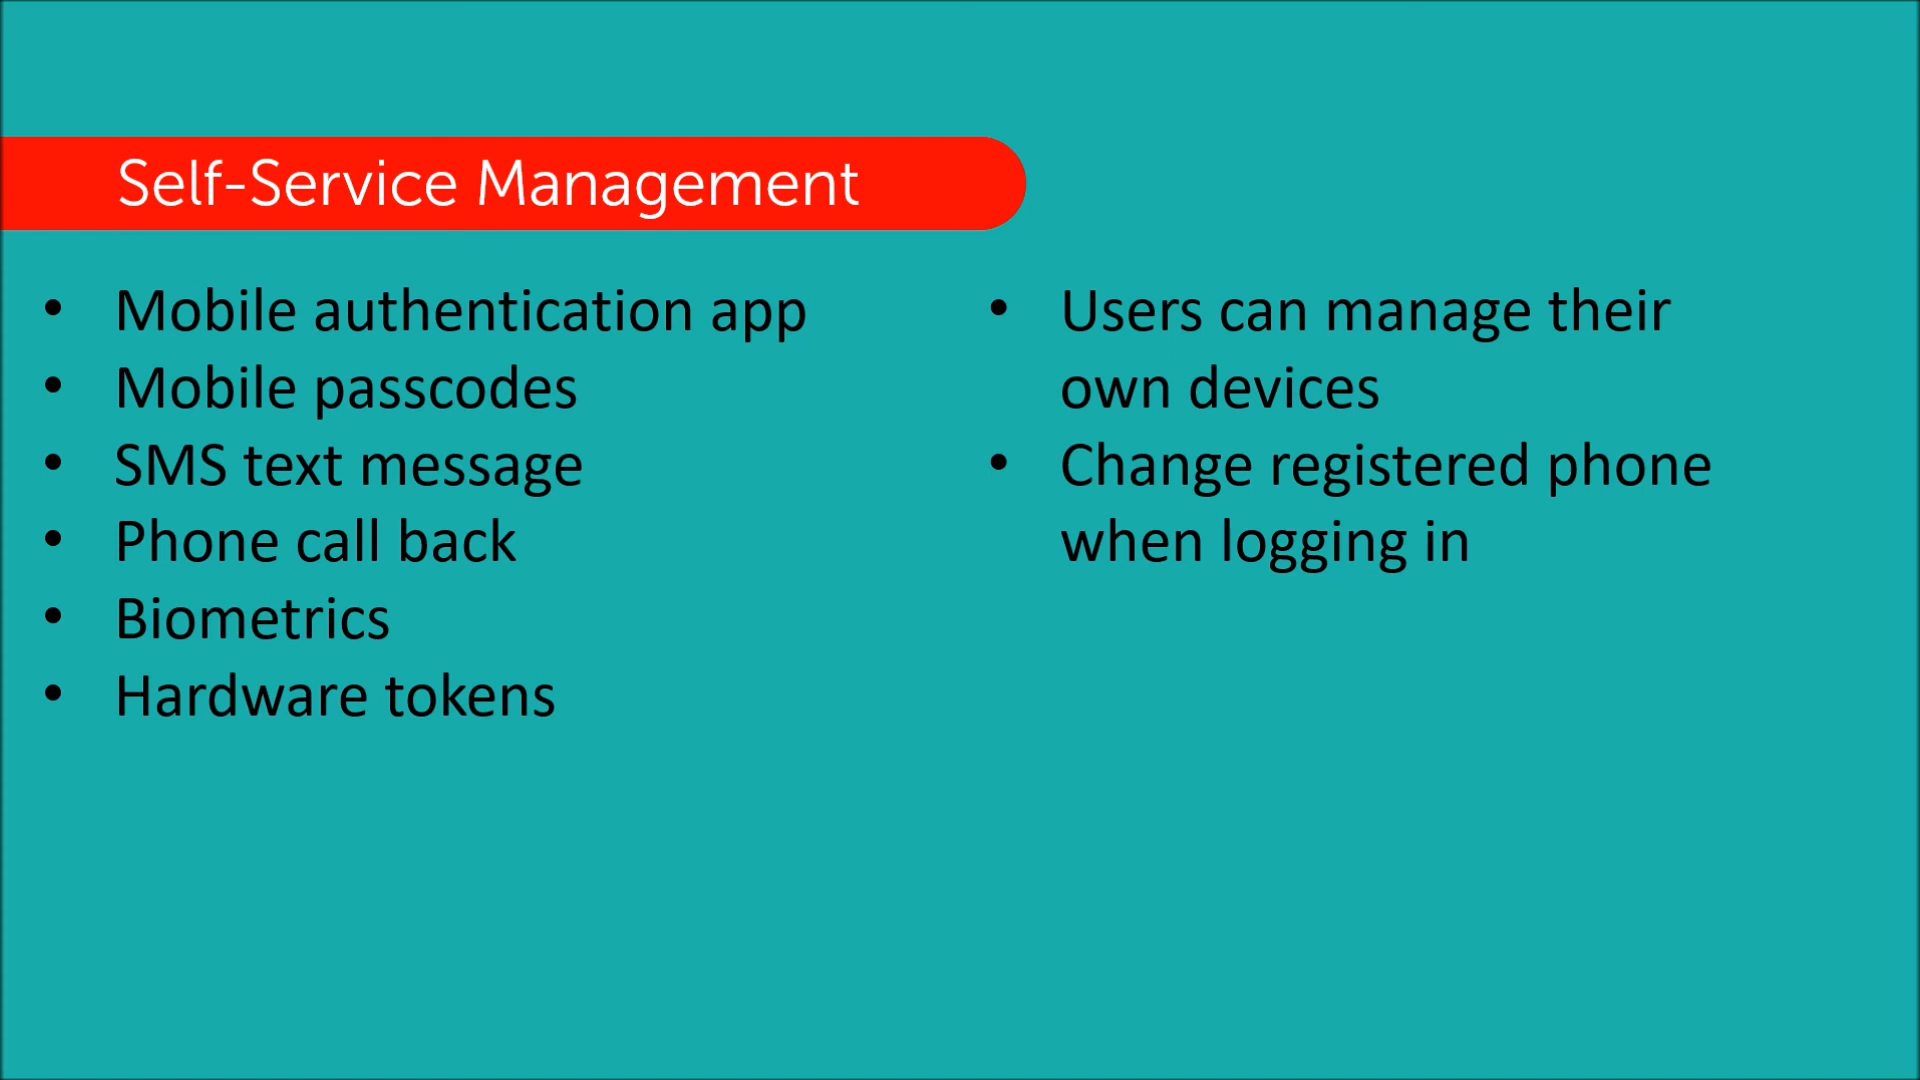 Self-Service Management
• Mobile authentication app
• Mobile passcodes
• SMS text message
• Phone call back
• Biometrics
• Hardware tokens
• Users can manage their
own devices
• Change registered phone
when logging in